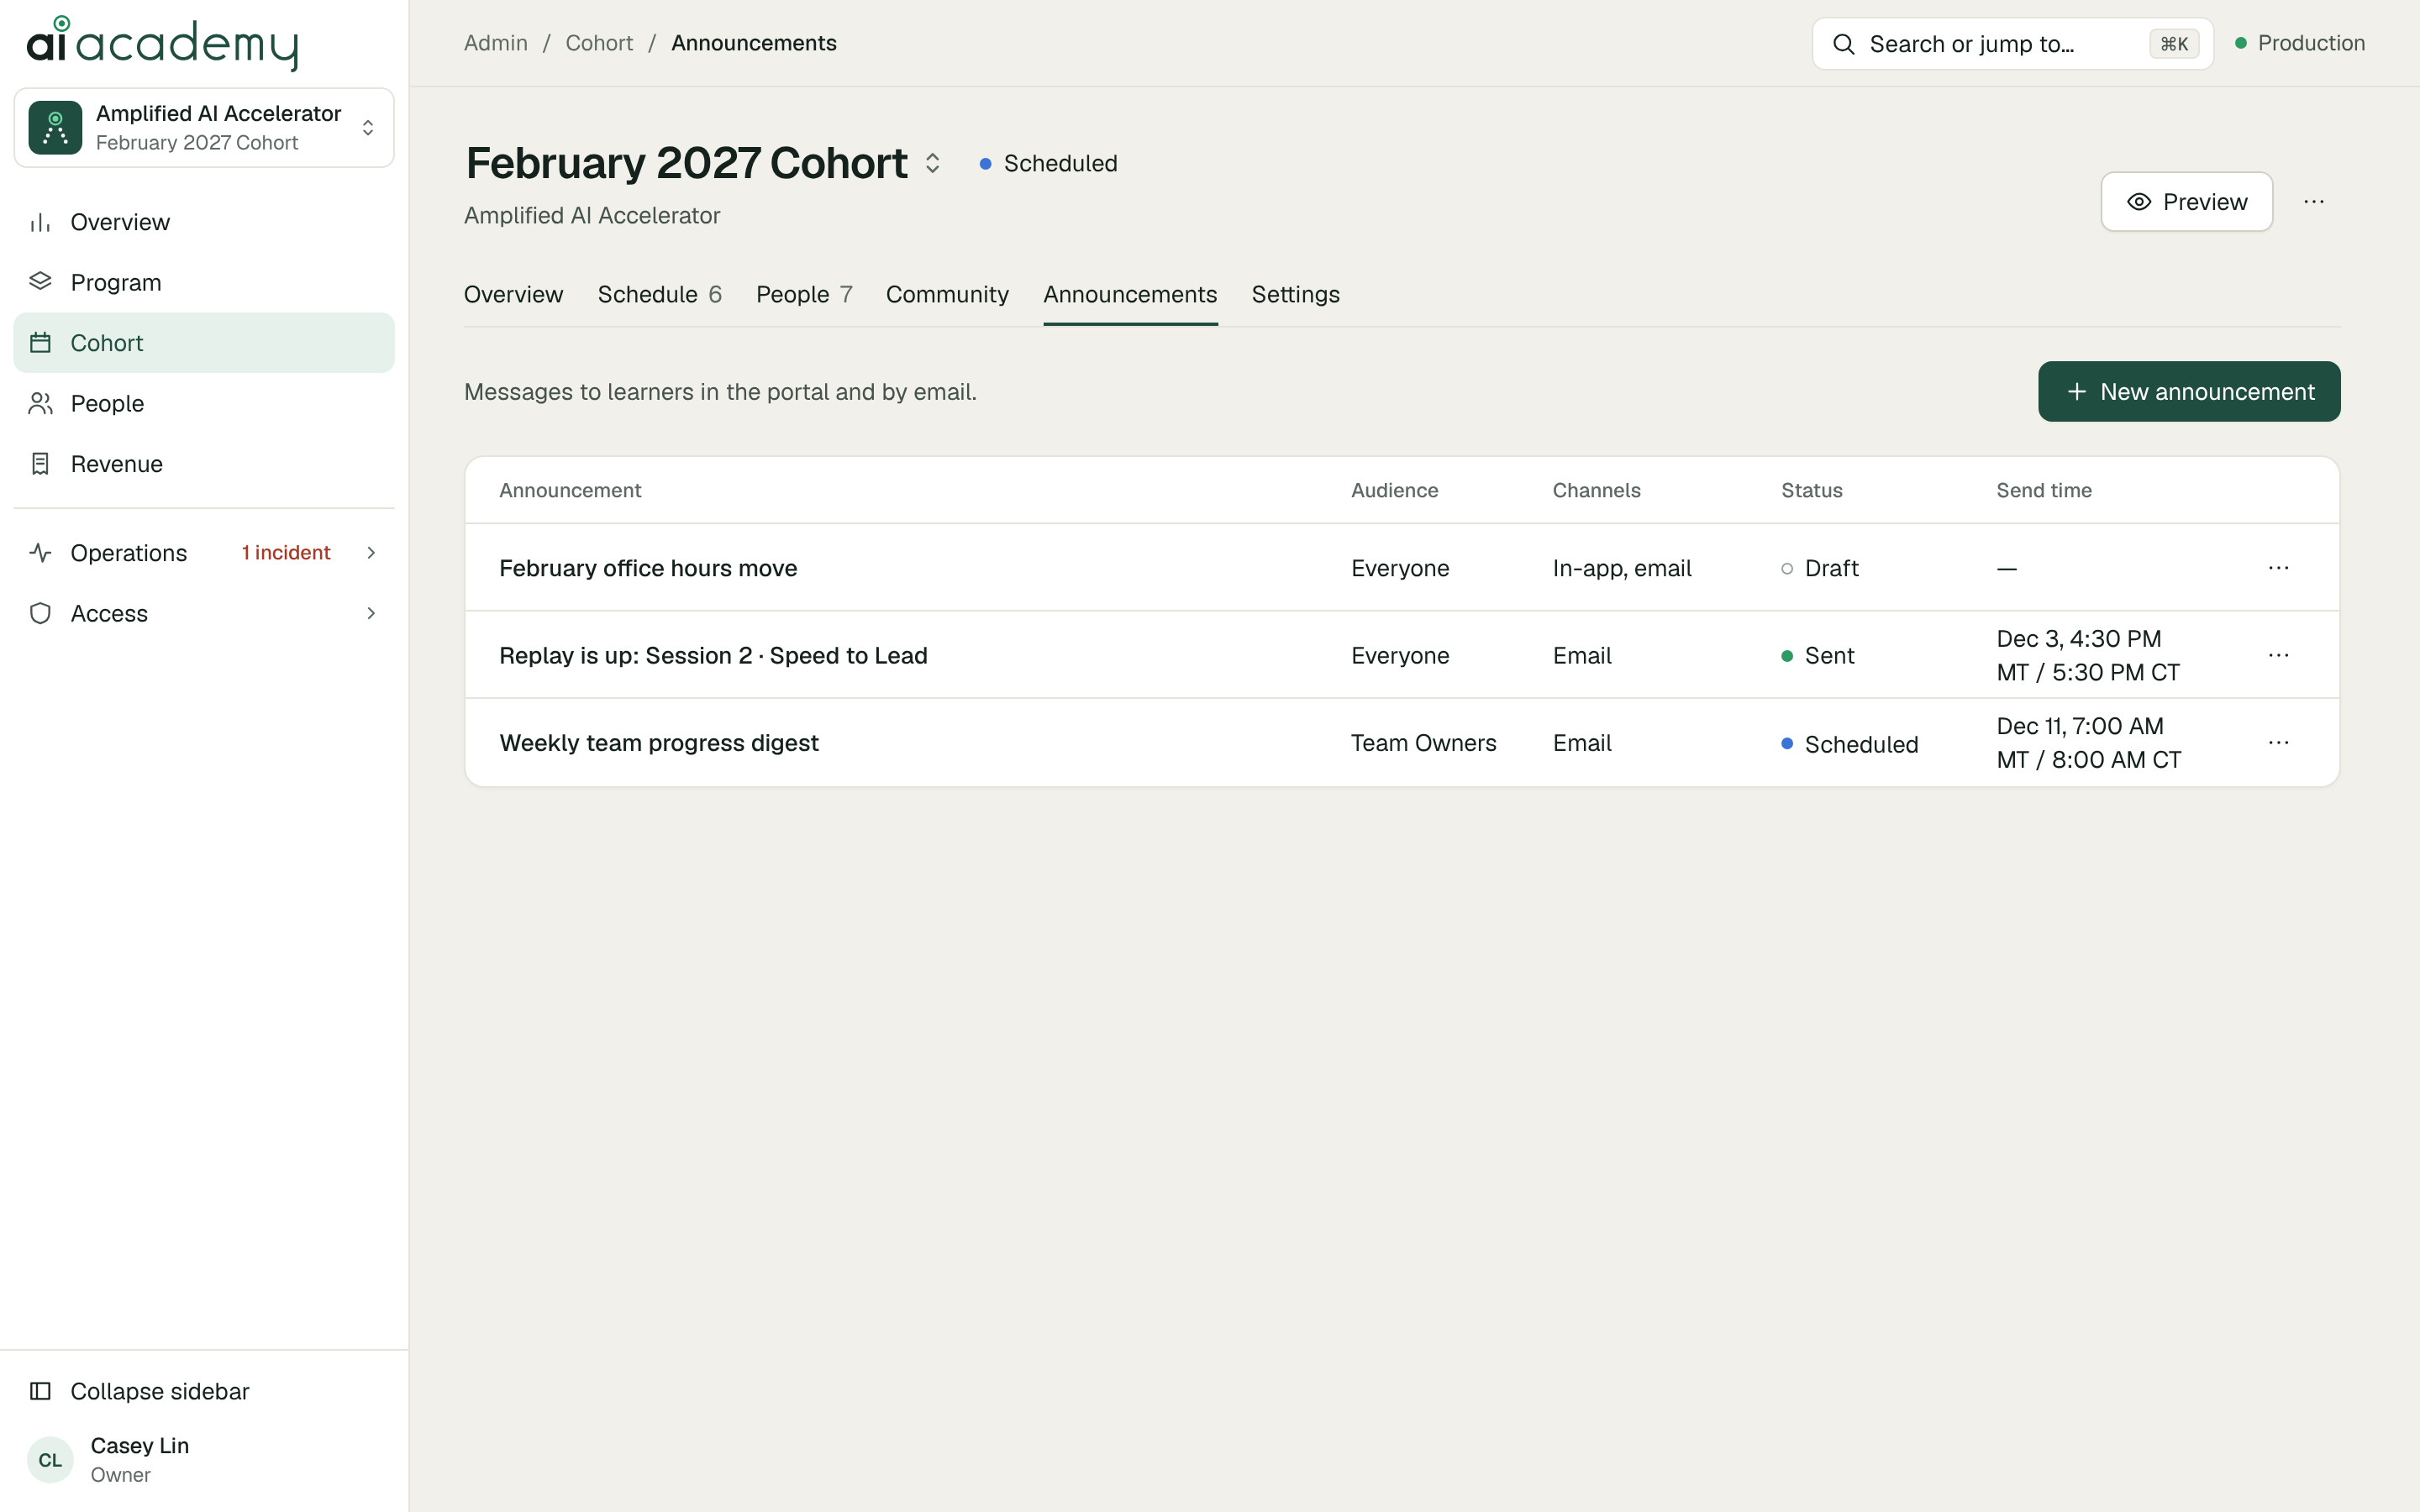 ai academy
Admin / Cohort / Announcements
Search or jump to... ⌘K
Production
Amplified AI Accelerator
February 2027 Cohort
Overview
Program
Cohort
People
Revenue
Operations 1 incident
Access
Collapse sidebar
CL
Casey Lin
Owner
February 2027 Cohort
Scheduled
Amplified AI Accelerator
Preview
Overview Schedule 6 People 7 Community Announcements Settings
Messages to learners in the portal and by email.
New announcement
Announcement Audience Channels Status Send time
February office hours move Everyone In-app, email Draft —
Replay is up: Session 2 · Speed to Lead Everyone Email Sent Dec 3, 4:30 PM
MT / 5:30 PM CT
Weekly team progress digest Team Owners Email Scheduled Dec 11, 7:00 AM
MT / 8:00 AM CT